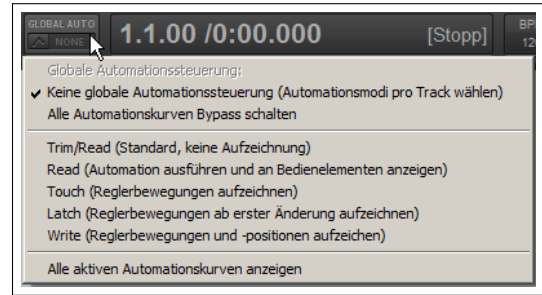 GLOBAL AUTO
NONE
1.1.00 /0:00.000
[Stopp]
BP
12
Globale Automationssteuerung:
Keine globale Automationssteuerung (Automationsmodi pro Track wählen)
Alle Automationskurven Bypass schalten
Trim/Read (Standard, keine Aufzeichnung)
Read (Automation ausführen und an Bedienelementen anzeigen)
Touch (Reglerbewegungen aufzeichnen)
Latch (Reglerbewegungen ab erster Änderung aufzeichnen)
Write (Reglerbewegungen und -positionen aufzeichen)
Alle aktiven Automationskurven anzeigen